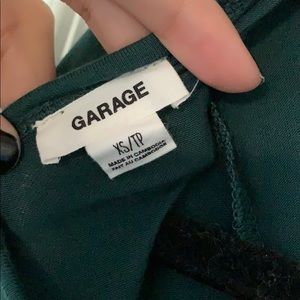 GARAGE
XS/TP
MADE IN CAMBODIA
FAIT AU CAMBODGE